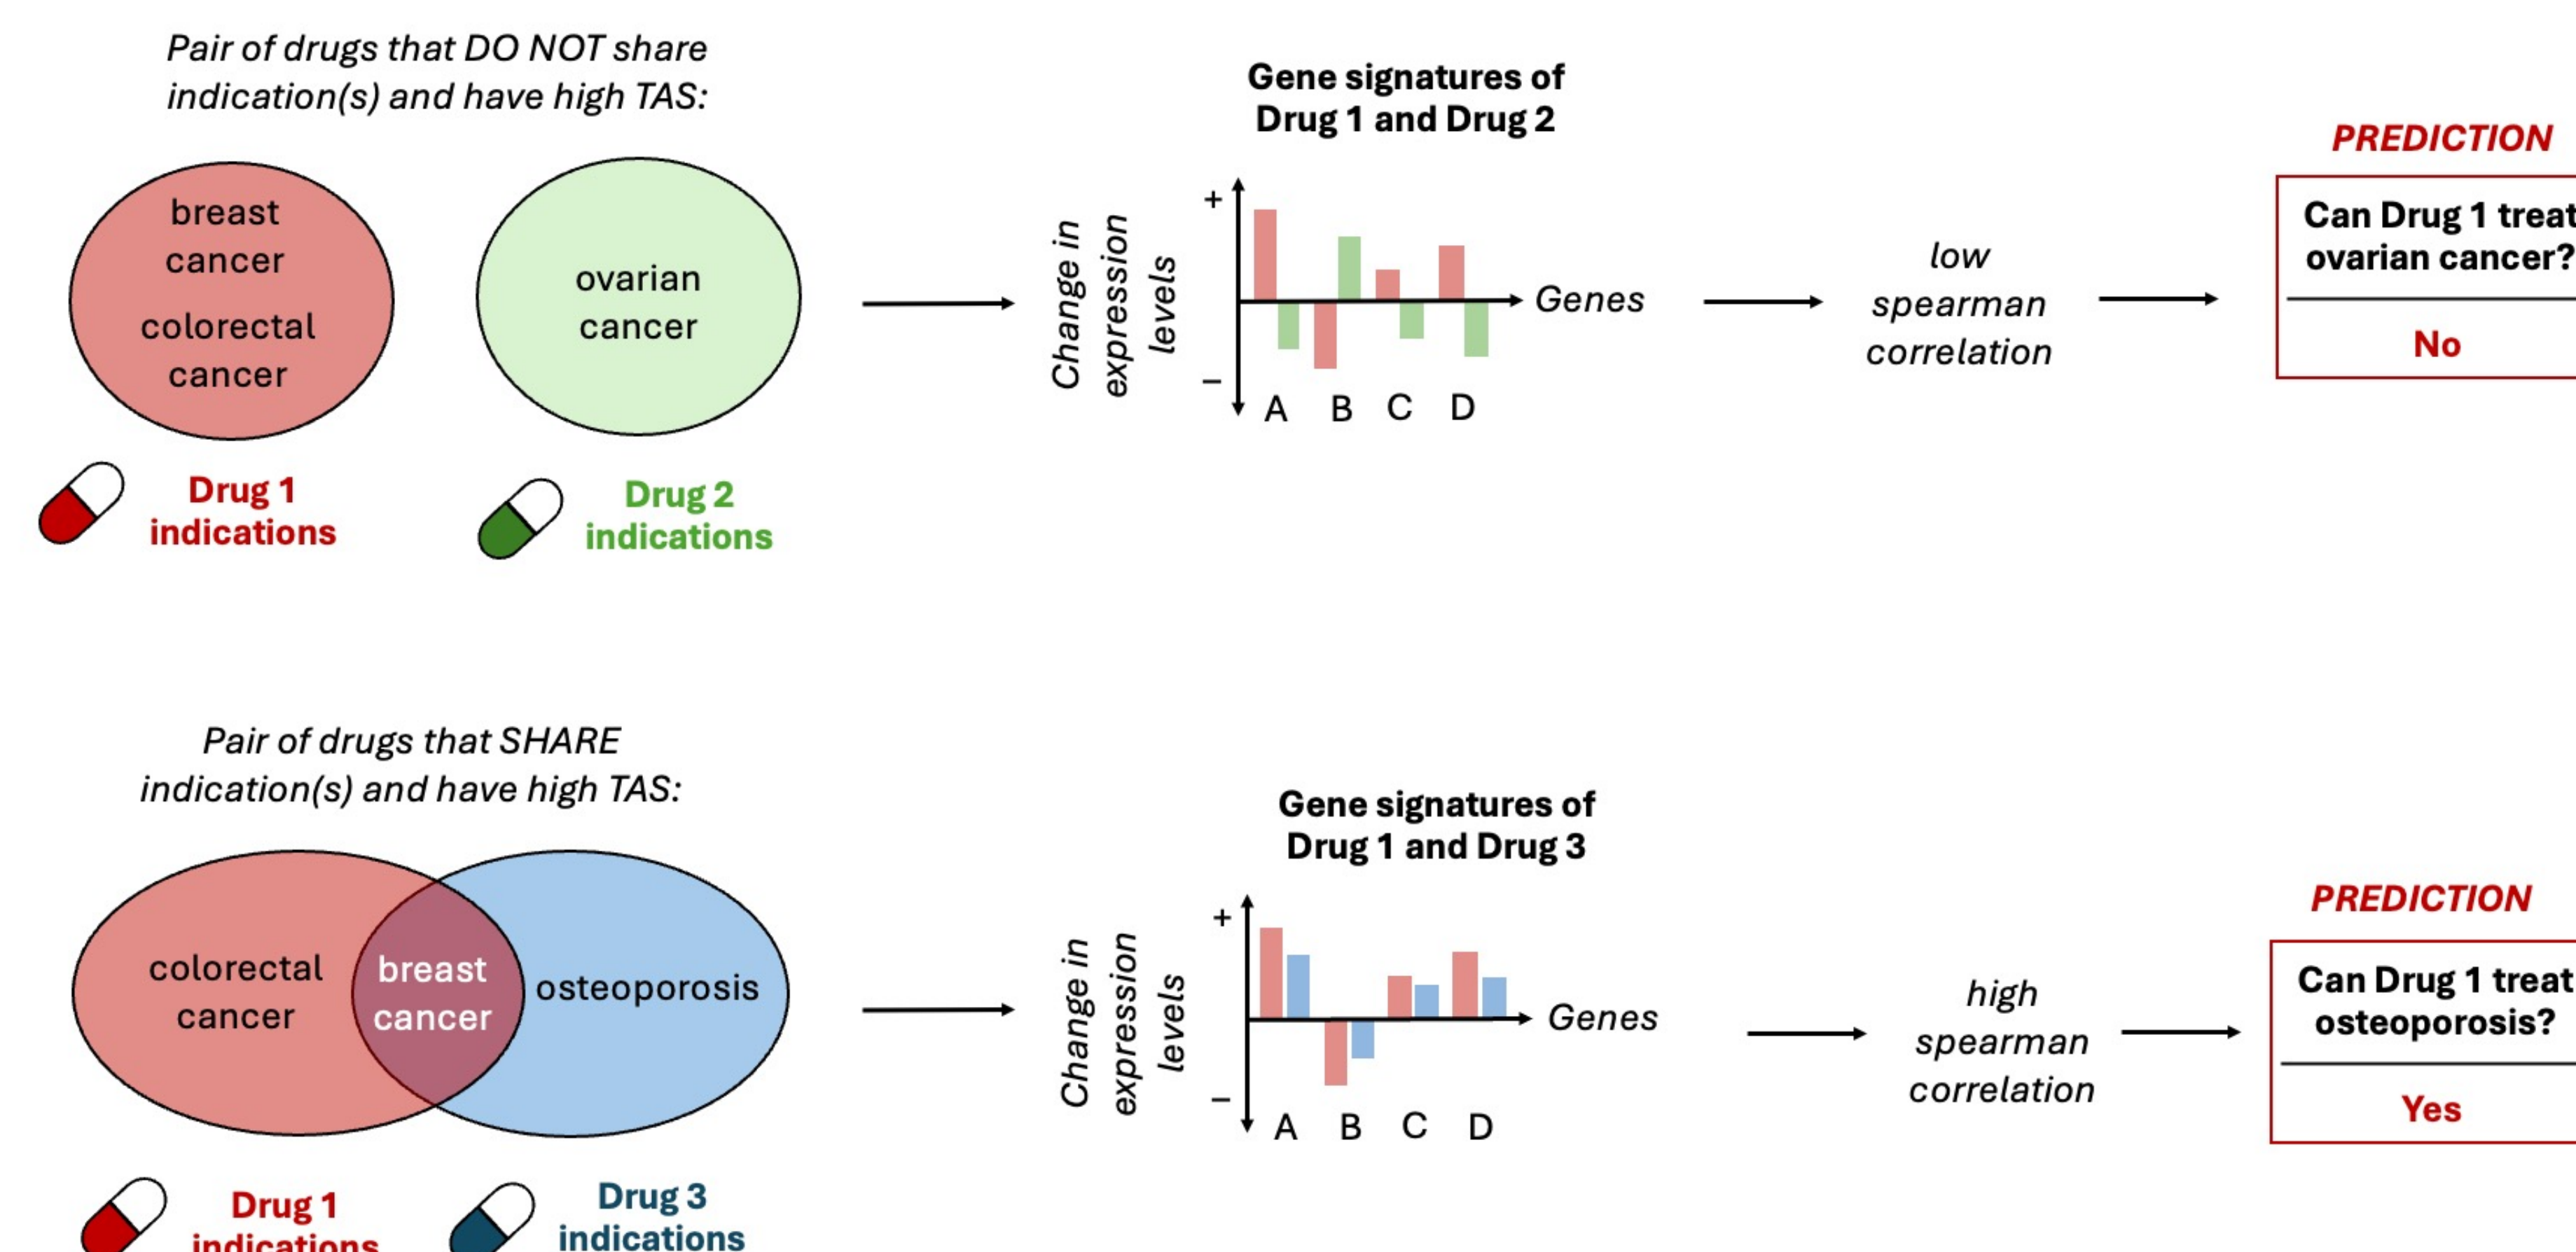 Pair of drugs that DO NOT share
indication(s) and have high TAS:
breast
cancer
colorectal
cancer
ovarian
cancer
Drug 1
indications
Drug 2
indications
Gene signatures of
Drug 1 and Drug 2
Change in
expression
levels
+
–
Genes
A B C D
low
spearman
correlation
PREDICTION
Can Drug 1 treat
ovarian cancer?
No
Pair of drugs that SHARE
indication(s) and have high TAS:
colorectal
cancer
breast
cancer
osteoporosis
Drug 1
indications
Drug 3
indications
Gene signatures of
Drug 1 and Drug 3
Change in
expression
levels
+
–
Genes
A B C D
high
spearman
correlation
PREDICTION
Can Drug 1 treat
osteoporosis?
Yes